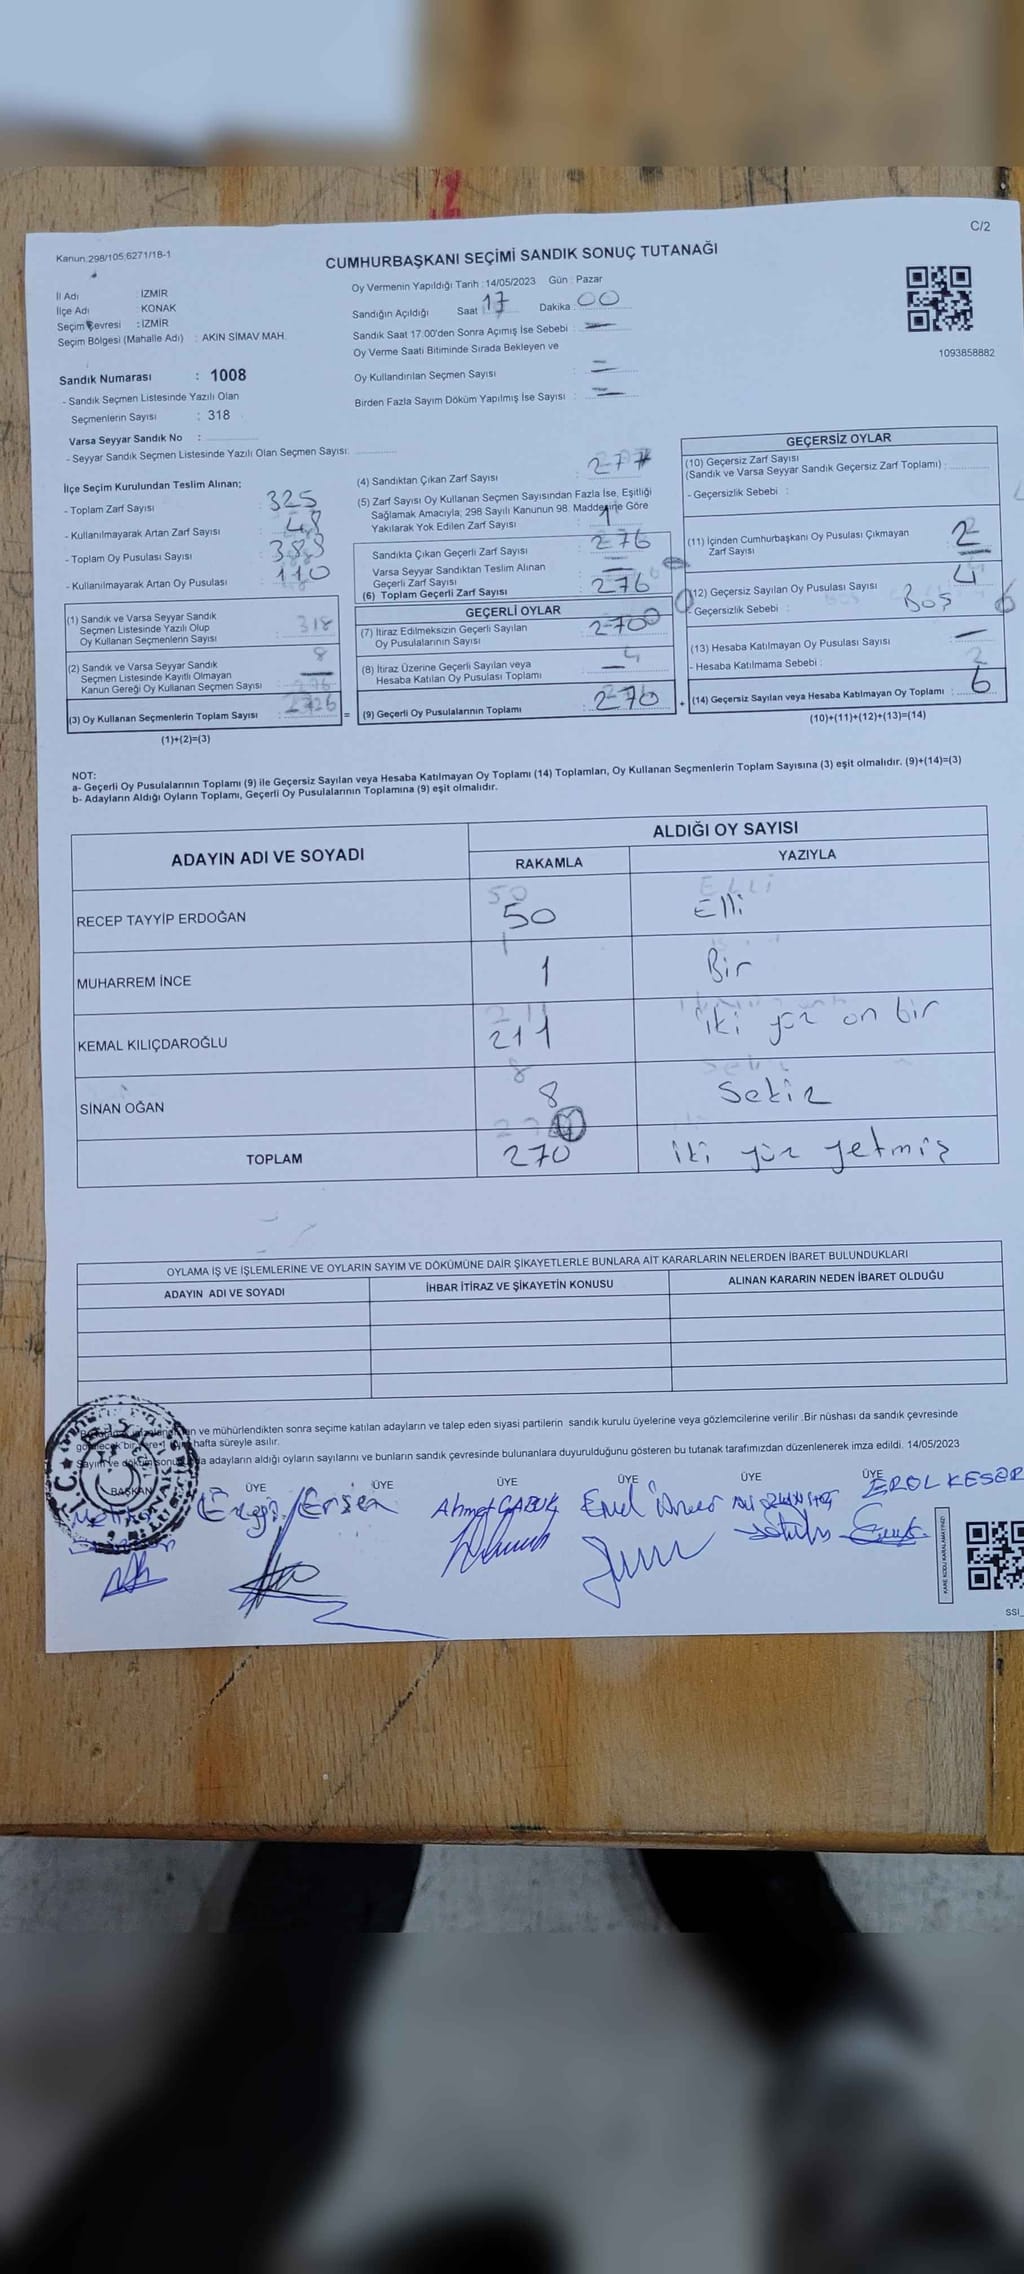 C/2
Kanun:298/105;6271/18-1
CUMHURBAŞKANI SEÇİMİ SANDIK SONUÇ TUTANAĞI
İl Adı : İZMİR
İlçe Adı : KONAK
Seçim Çevresi : İZMİR
Seçim Bölgesi (Mahalle Adı) : AKIN SİMAV MAH.
Oy Vermenin Yapıldığı Tarih : 14/05/2023 Gün : Pazar
Sandığın Açıldığı Saat 17 Dakika : 00
Sandık Saat 17.00'den Sonra Açımış İse Sebebi : —
Oy Verme Saati Bitiminde Sırada Bekleyen ve
Oy Kullandırılan Seçmen Sayısı : =
Birden Fazla Sayım Döküm Yapılmış İse Sayısı : =
1093858882
Sandık Numarası : 1008
- Sandık Seçmen Listesinde Yazılı Olan
Seçmenlerin Sayısı : 318
Varsa Seyyar Sandık No :
- Seyyar Sandık Seçmen Listesinde Yazılı Olan Seçmen Sayısı:
İlçe Seçim Kurulundan Teslim Alınan:
- Toplam Zarf Sayısı : 325
- Kullanılmayarak Artan Zarf Sayısı : 48
- Toplam Oy Pusulası Sayısı :
- Kullanılmayarak Artan Oy Pusulası : 110
(1) Sandık ve Varsa Seyyar Sandık
Seçmen Listesinde Yazılı Olup
Oy Kullanan Seçmenlerin Sayısı : 318
(2) Sandık ve Varsa Seyyar Sandık
Seçmen Listesinde Kayıtlı Olmayan
Kanun Gereği Oy Kullanan Seçmen Sayısı :
(3) Oy Kullanan Seçmenlerin Toplam Sayısı :
(1)+(2)=(3)
=
(4) Sandıktan Çıkan Zarf Sayısı : 277
(5) Zarf Sayısı Oy Kullanan Seçmen Sayısından Fazla İse, Eşitliği
Sağlamak Amacıyla; 298 Sayılı Kanunun 98. Maddesine Göre
Yakılarak Yok Edilen Zarf Sayısı : 1
Sandıkta Çıkan Geçerli Zarf Sayısı : 276
Varsa Seyyar Sandıktan Teslim Alınan
Geçerli Zarf Sayısı : =
(6) Toplam Geçerli Zarf Sayısı : 276
GEÇERLİ OYLAR
(7) İtiraz Edilmeksizin Geçerli Sayılan
Oy Pusulalarının Sayısı : 270
(8) İtiraz Üzerine Geçerli Sayılan veya
Hesaba Katılan Oy Pusulası Toplamı : —
(9) Geçerli Oy Pusulalarının Toplamı : 270
+
GEÇERSİZ OYLAR
(10) Geçersiz Zarf Sayısı
(Sandık ve Varsa Seyyar Sandık Geçersiz Zarf Toplamı) :
- Geçersizlik Sebebi :
(11) İçinden Cumhurbaşkanı Oy Pusulası Çıkmayan
Zarf Sayısı : 2
(12) Geçersiz Sayılan Oy Pusulası Sayısı : 4
- Geçersizlik Sebebi : Boş
(13) Hesaba Katılmayan Oy Pusulası Sayısı : —
- Hesaba Katılmama Sebebi :
(14) Geçersiz Sayılan veya Hesaba Katılmayan Oy Toplamı : 6
(10)+(11)+(12)+(13)=(14)
NOT:
a- Geçerli Oy Pusulalarının Toplamı (9) ile Geçersiz Sayılan veya Hesaba Katılmayan Oy Toplamı (14) Toplamları, Oy Kullanan Seçmenlerin Toplam Sayısına (3) eşit olmalıdır. (9)+(14)=(3)
b- Adayların Aldığı Oyların Toplamı, Geçerli Oy Pusulalarının Toplamına (9) eşit olmalıdır.
ADAYIN ADI VE SOYADI
ALDIĞI OY SAYISI
RAKAMLA YAZIYLA
RECEP TAYYİP ERDOĞAN 50 Elli
MUHARREM İNCE 1 Bir
KEMAL KILIÇDAROĞLU 211 iki yüz on bir
SİNAN OĞAN 8 Sekiz
TOPLAM 270 iki yüz yetmiş
OYLAMA İŞ VE İŞLEMLERİNE VE OYLARIN SAYIM VE DÖKÜMÜNE DAİR ŞİKAYETLERLE BUNLARA AİT KARARLARIN NELERDEN İBARET BULUNDUKLARI
ADAYIN ADI VE SOYADI İHBAR İTİRAZ VE ŞİKAYETİN KONUSU ALINAN KARARIN NEDEN İBARET OLDUĞU
ve mühürlendikten sonra seçime katılan adayların ve talep eden siyasi partilerin sandık kurulu üyelerine veya gözlemcilerine verilir .Bir nüshası da sandık çevresinde
hafta süreyle asılır.
Sayım ve döküm adayların aldığı oyların sayılarını ve bunların sandık çevresinde bulunanlara duyurulduğunu gösteren bu tutanak tarafımızdan düzenlenerek imza edildi. 14/05/2023
BAŞKAN ÜYE ÜYE ÜYE ÜYE ÜYE ÜYE
Ersen Ahmet ÇABUK EROL KESER
T.C. KONAK
KARE KODU KARALAMAYINIZ!
SSI_